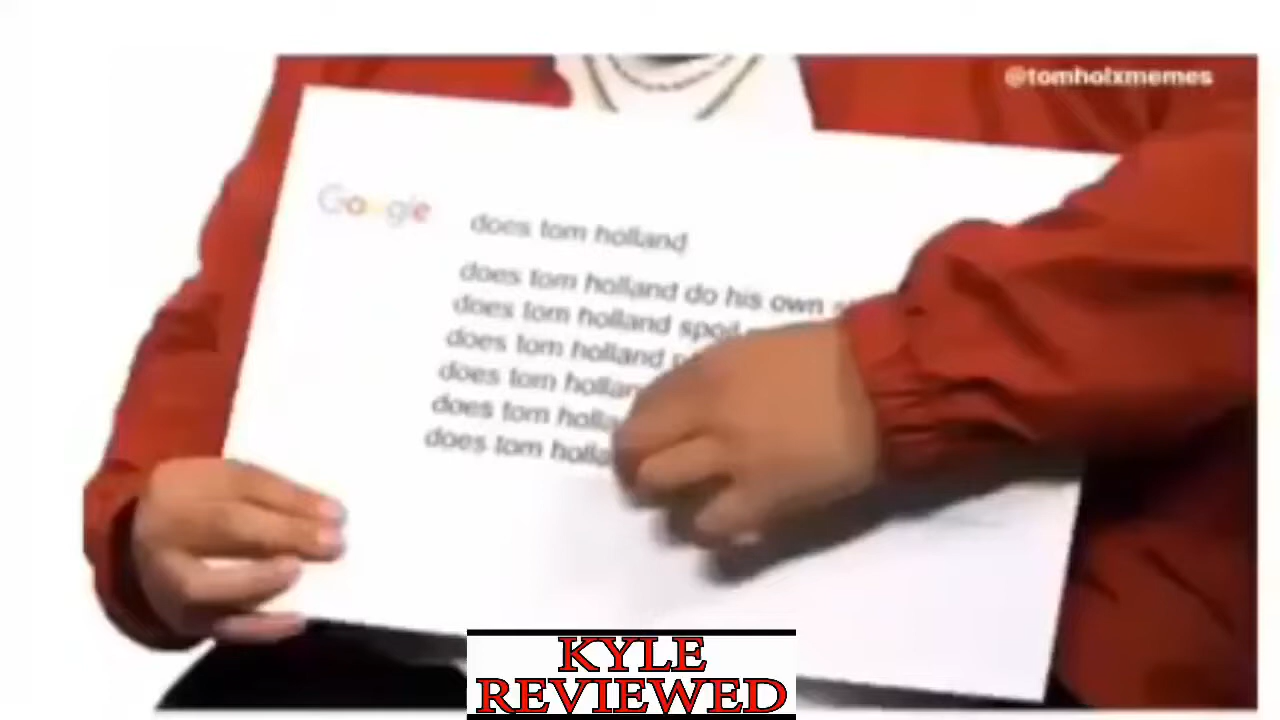 @tomholxmemes
Google
does tom holland
does tom holland do his own
does tom holland
does tom holland
does tom
does tom
does tom
KYLE
REVIEWED